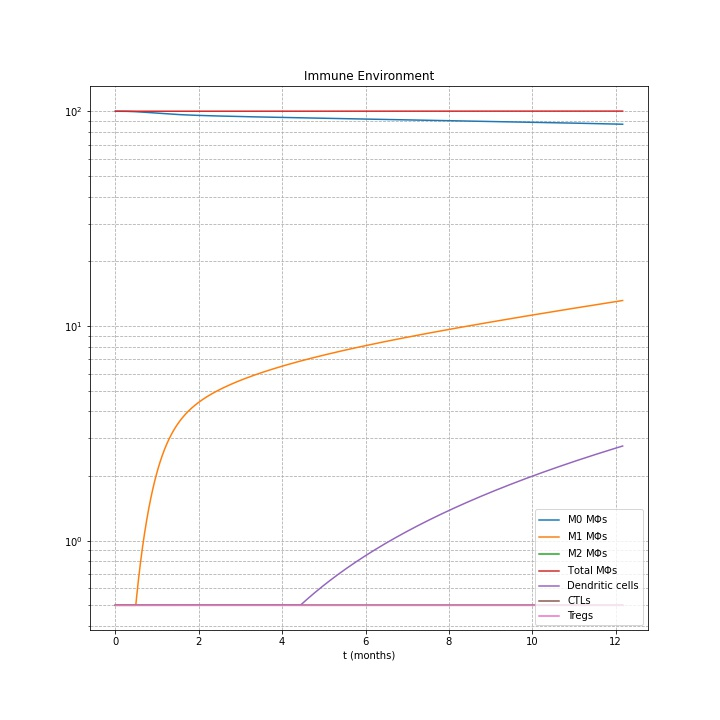 Immune Environment
10²
10¹
10⁰
0 2 4 6 8 10 12
t (months)
M0 MΦs
M1 MΦs
M2 MΦs
Total MΦs
Dendritic cells
CTLs
Tregs